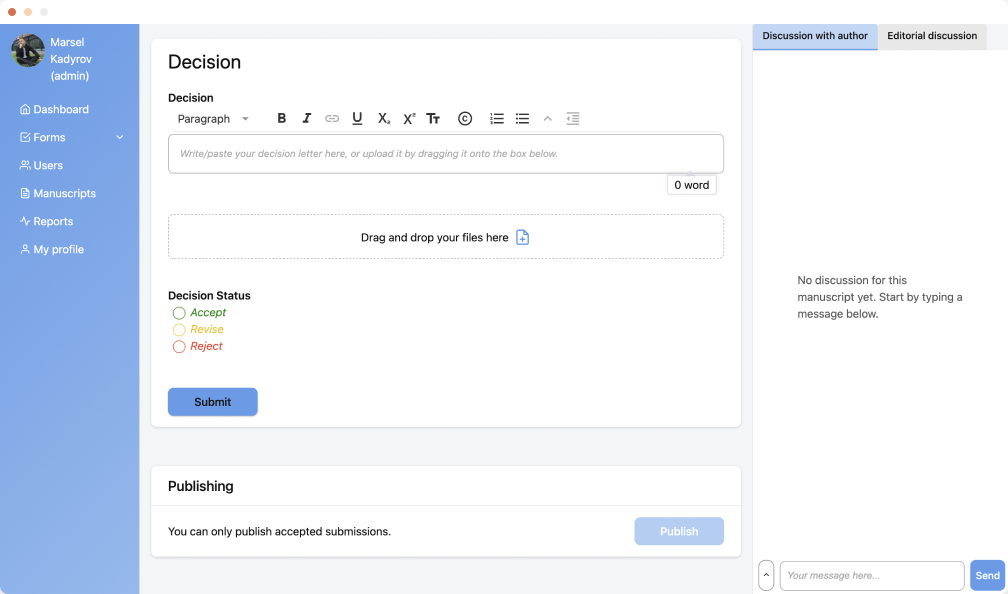 Marsel
Kadyrov
(admin)
Dashboard
Forms
Users
Manuscripts
Reports
My profile
Decision
Decision
Paragraph
B I U X₂ X² Tт ©
Write/paste your decision letter here, or upload it by dragging it onto the box below.
0 word
Drag and drop your files here
Decision Status
Accept
Revise
Reject
Submit
Publishing
You can only publish accepted submissions.
Publish
Discussion with author
Editorial discussion
No discussion for this
manuscript yet. Start by typing a
message below.
Your message here...
Send